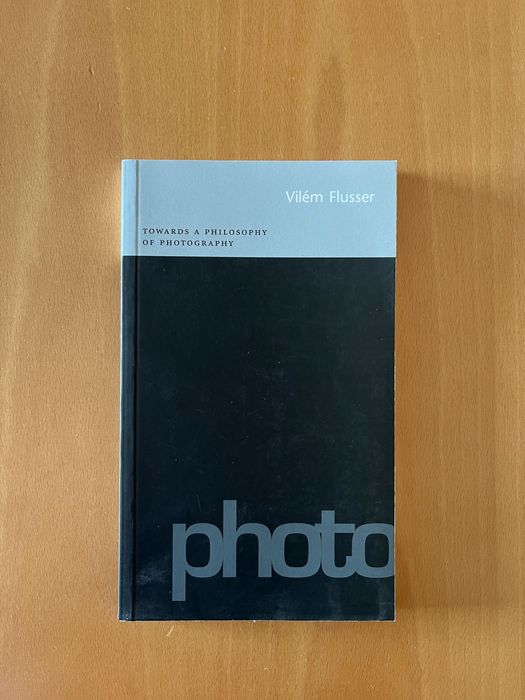 Vilém Flusser
TOWARDS A PHILOSOPHY
OF PHOTOGRAPHY
photo